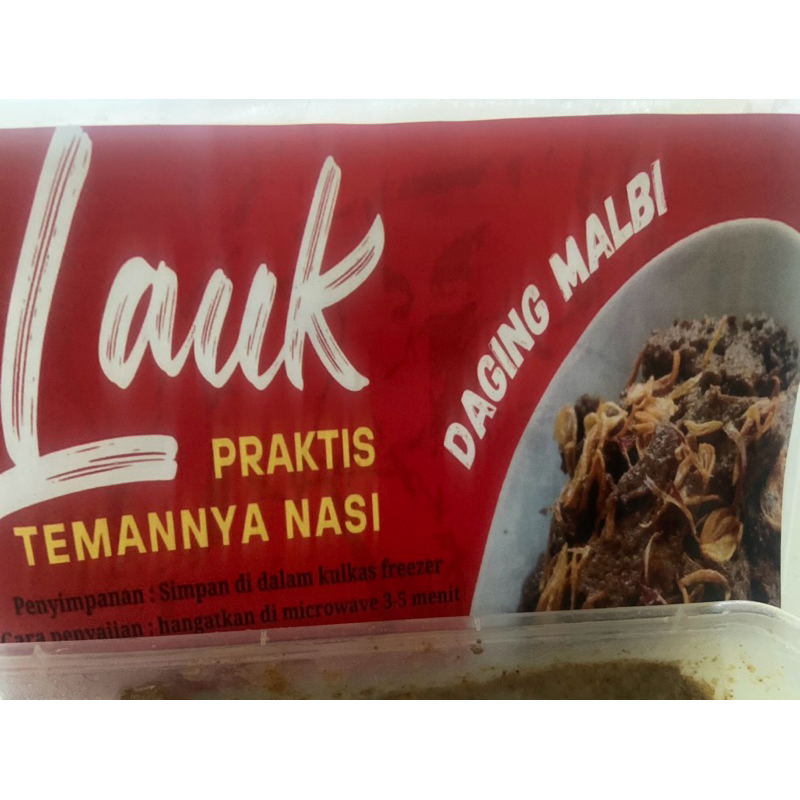 Lauk
PRAKTIS
TEMANNYA NASI
DAGING MALBI
Penyimpanan : Simpan di dalam kulkas freezer
Cara penyajian : hangatkan di microwave 3-5 menit